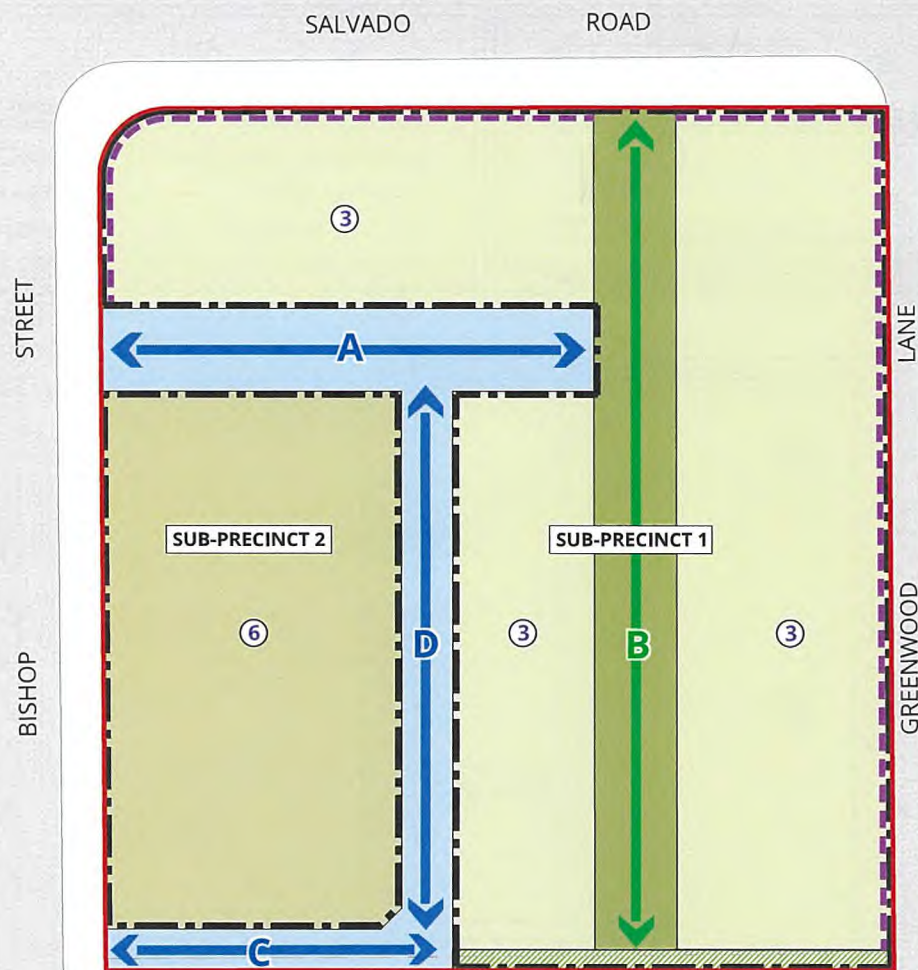 SALVADO ROAD
3
STREET
LANE
A
SUB-PRECINCT 2
SUB-PRECINCT 1
6
D
3
B
3
BISHOP
GREENWOOD
C